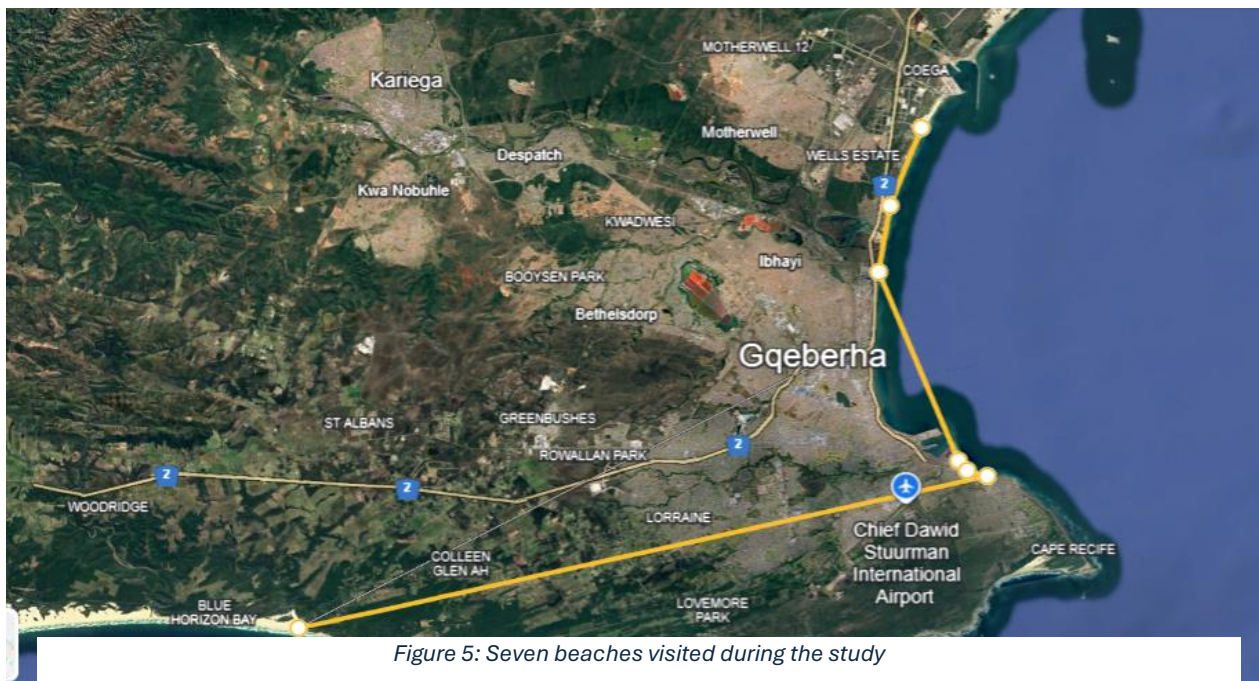 MOTHERWELL 12
COEGA
Kariega
Motherwell
Despatch
WELLS ESTATE
2
Kwa Nobuhle
KWADWESI
Ibhayi
BOOYSEN PARK
Bethelsdorp
Gqeberha
ST ALBANS
GREENBUSHES
2
ROWALLAN PARK
2
2
WOODRIDGE
LORRAINE
Chief Dawid
Stuurman
International
Airport
CAPE RECIFE
COLLEEN
GLEN AH
BLUE
HORIZON BAY
LOVEMORE
PARK
Figure 5: Seven beaches visited during the study